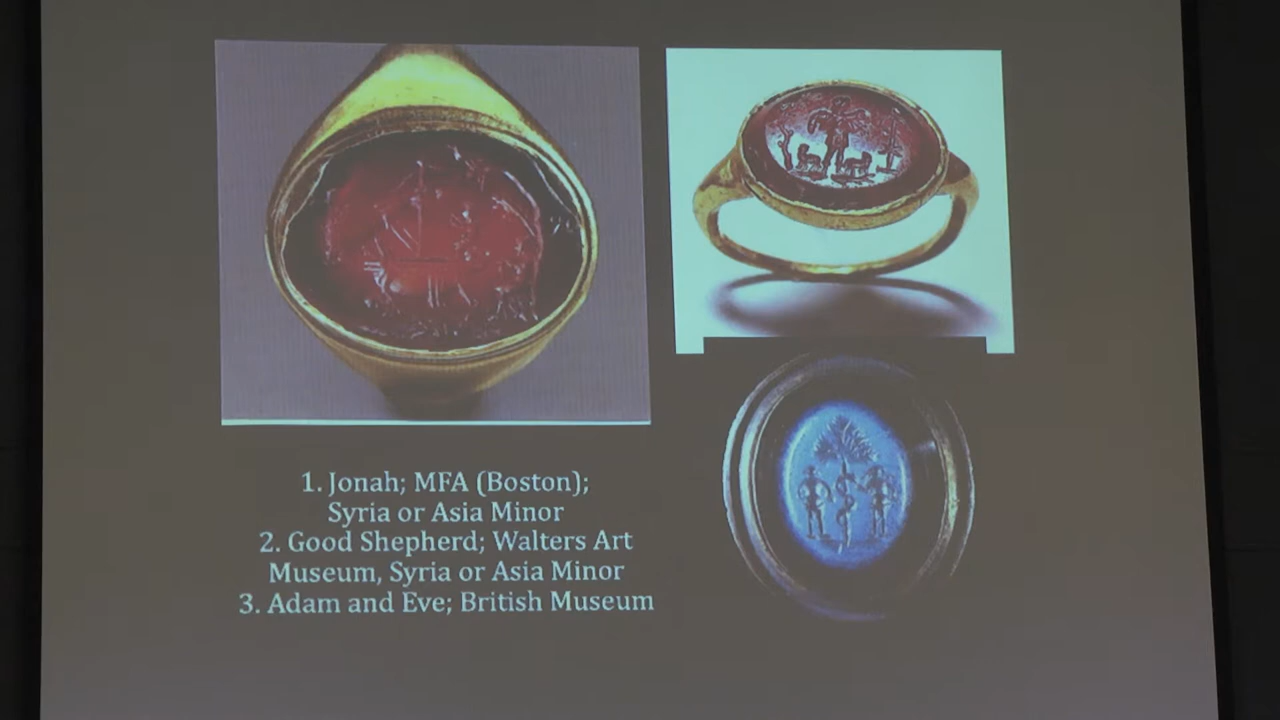 1. Jonah; MFA (Boston);
Syria or Asia Minor
2. Good Shepherd; Walters Art
Museum, Syria or Asia Minor
3. Adam and Eve; British Museum